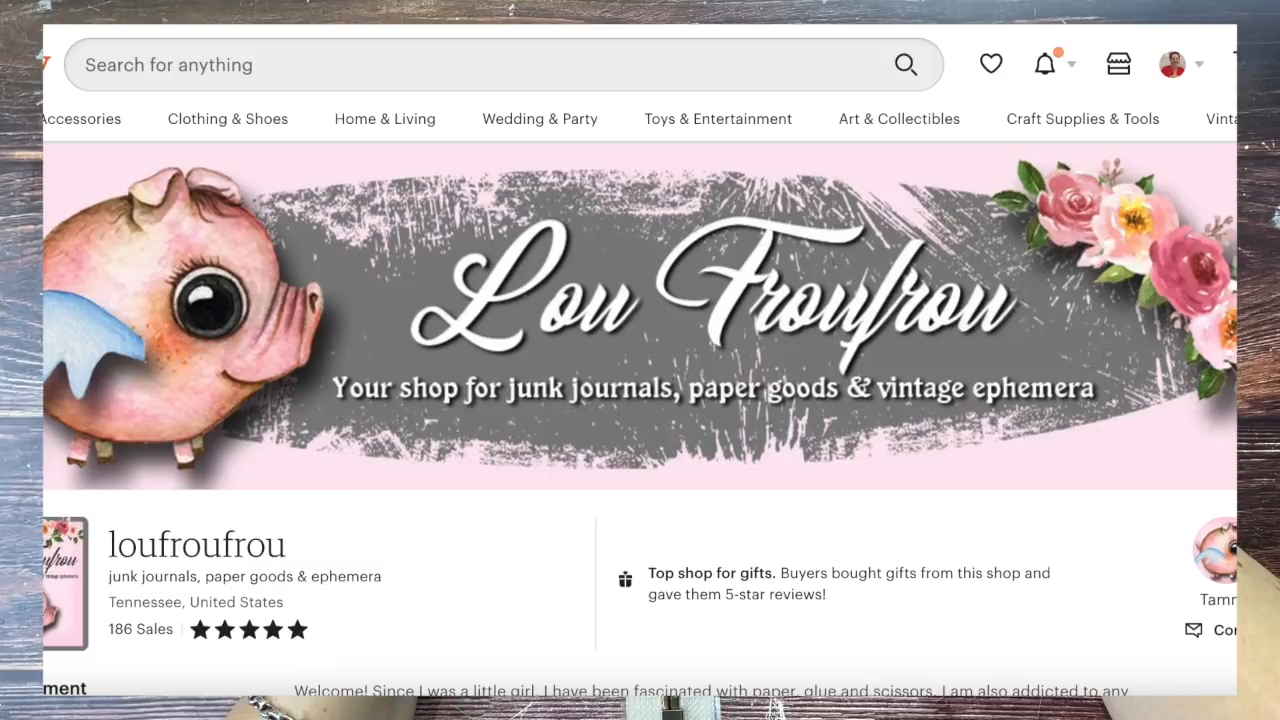 Search for anything
Accessories Clothing & Shoes Home & Living Wedding & Party Toys & Entertainment Art & Collectibles Craft Supplies & Tools
Lou Froufrou
Your shop for junk journals, paper goods & vintage ephemera
loufroufrou
junk journals, paper goods & ephemera
Tennessee, United States
186 Sales
Top shop for gifts. Buyers bought gifts from this shop and
gave them 5-star reviews!
Welcome! Since I was a little girl, I have been fascinated w paper, glue and scissors. I am also addicted to any